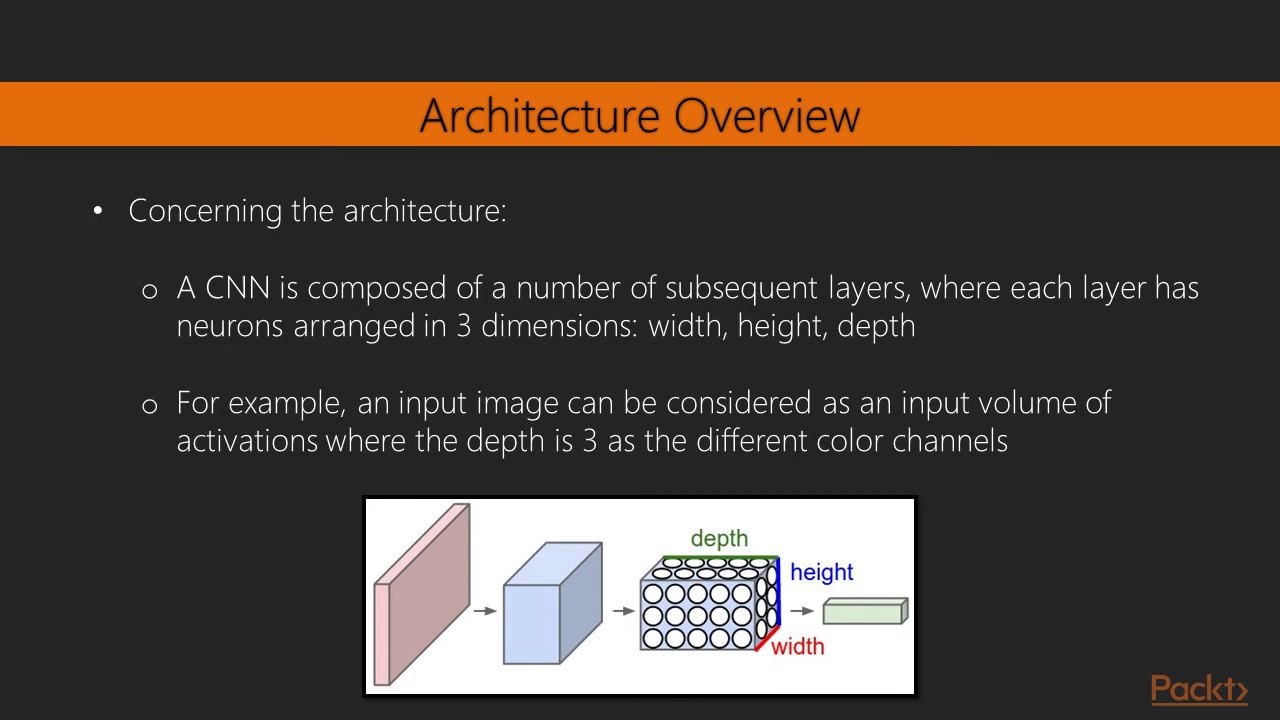 Architecture Overview
• Concerning the architecture:
o A CNN is composed of a number of subsequent layers, where each layer has
neurons arranged in 3 dimensions: width, height, depth
o For example, an input image can be considered as an input volume of
activations where the depth is 3 as the different color channels
depth
height
width
Packt>